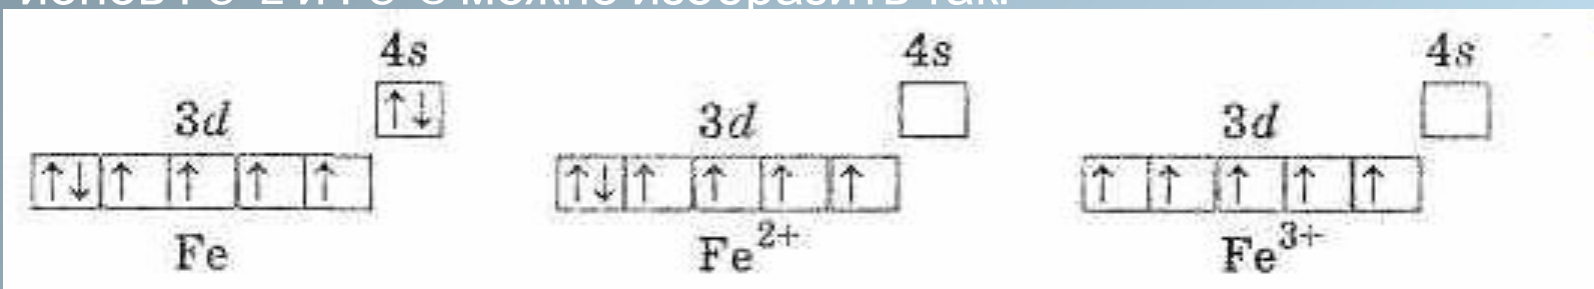 4s 4s 4s
3d 3d 3d
↑↓ ↑↓ ↑ ↑ ↑ ↑ ↑↓ ↑ ↑ ↑ ↑ ↑ ↑ ↑ ↑ ↑
Fe Fe²⁺ Fe³⁺